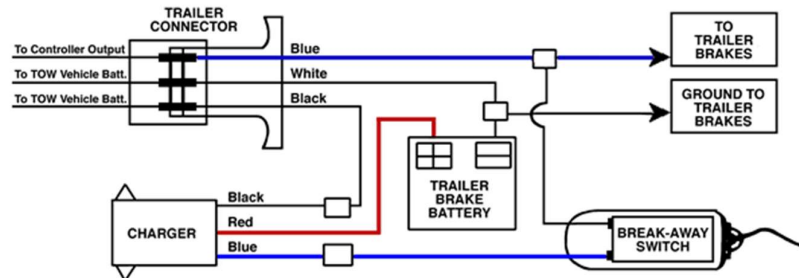 TRAILER
CONNECTOR
To Controller Output
To TOW Vehicle Batt.
To TOW Vehicle Batt.
Blue
White
Black
TO
TRAILER
BRAKES
GROUND TO
TRAILER
BRAKES
TRAILER
BRAKE
BATTERY
CHARGER
Black
Red
Blue
BREAK-AWAY
SWITCH